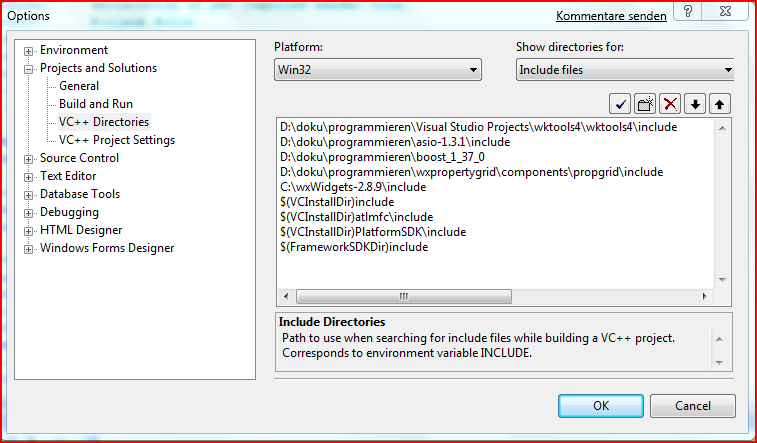 Options
Kommentare senden
Environment
Projects and Solutions
General
Build and Run
VC++ Directories
VC++ Project Settings
Source Control
Text Editor
Database Tools
Debugging
HTML Designer
Windows Forms Designer
Platform:
Win32
Show directories for:
Include files
D:\doku\programmieren\Visual Studio Projects\wktools4\wktools4\include
D:\doku\programmieren\asio-1.3.1\include
D:\doku\programmieren\boost_1_37_0
D:\doku\programmieren\wxpropertygrid\components\propgrid\include
C:\wxWidgets-2.8.9\include
$(VCInstallDir)include
$(VCInstallDir)atlmfc\include
$(VCInstallDir)PlatformSDK\include
$(FrameworkSDKDir)include
Include Directories
Path to use when searching for include files while building a VC++ project.
Corresponds to environment variable INCLUDE.
OK
Cancel